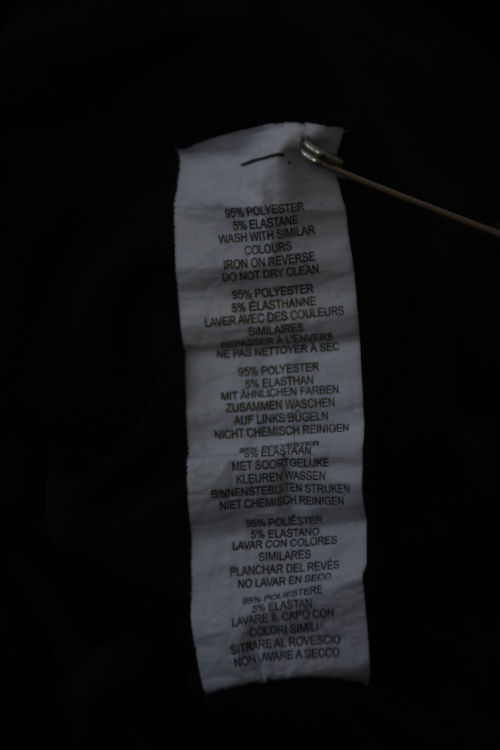 95% POLYESTER
5% ELASTANE
WASH WITH SIMILAR
COLOURS
IRON ON REVERSE
DO NOT DRY CLEAN
95% POLYESTER
5% ÉLASTHANNE
LAVER AVEC DES COULEURS
SIMILAIRES
REPASSER À L'ENVERS
NE PAS NETTOYER À SEC
95% POLYESTER
5% ELASTHAN
MIT ÄHNLICHEN FARBEN
ZUSAMMEN WASCHEN
AUF LINKS BÜGELN
NICHT CHEMISCH REINIGEN
95% POLYESTER
5% ELASTAAN
MET SOORTGELIJKE
KLEUREN WASSEN
BINNENSTEBUITEN STRIJKEN
NIET CHEMISCH REINIGEN
95% POLIÉSTER
5% ELASTANO
LAVAR CON COLORES
SIMILARES
PLANCHAR DEL REVÉS
NO LAVAR EN SECO
95% POLIESTERE
5% ELASTAN
LAVARE IL CAPO CON
COLORI SIMILI
SITRARE AL ROVESCIO
NON LAVARE A SECCO